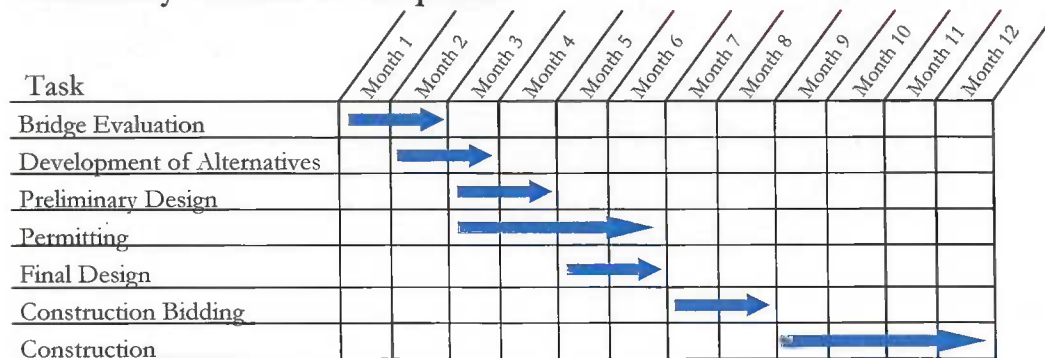 Task
Month 1
Month 2
Month 3
Month 4
Month 5
Month 6
Month 7
Month 8
Month 9
Month 10
Month 11
Month 12
Bridge Evaluation
Development of Alternatives
Preliminary Design
Permitting
Final Design
Construction Bidding
Construction